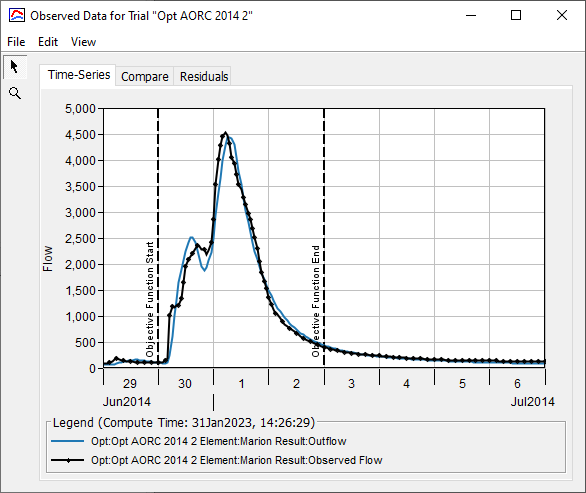 Observed Data for Trial "Opt AORC 2014 2"
File Edit View
Time-Series Compare Residuals
5,000
4,500
4,000
3,500
3,000
2,500
2,000
1,500
1,000
500
0
Flow
Objective Function Start
Objective Function End
29 30 1 2 3 4 5 6
Jun2014 Jul2014
Legend (Compute Time: 31Jan2023, 14:26:29)
Opt:Opt AORC 2014 2 Element:Marion Result:Outflow
Opt:Opt AORC 2014 2 Element:Marion Result:Observed Flow